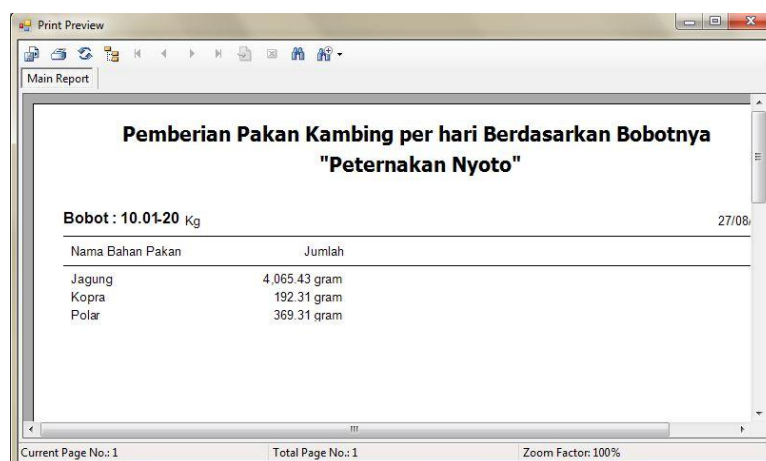 Print Preview
Main Report
Pemberian Pakan Kambing per hari Berdasarkan Bobotnya
"Peternakan Nyoto"
Bobot : 10.01-20 Kg 27/08/
Nama Bahan Pakan Jumlah
Jagung 4,065.43 gram
Kopra 192.31 gram
Polar 369.31 gram
Current Page No.: 1 Total Page No.: 1 Zoom Factor: 100%